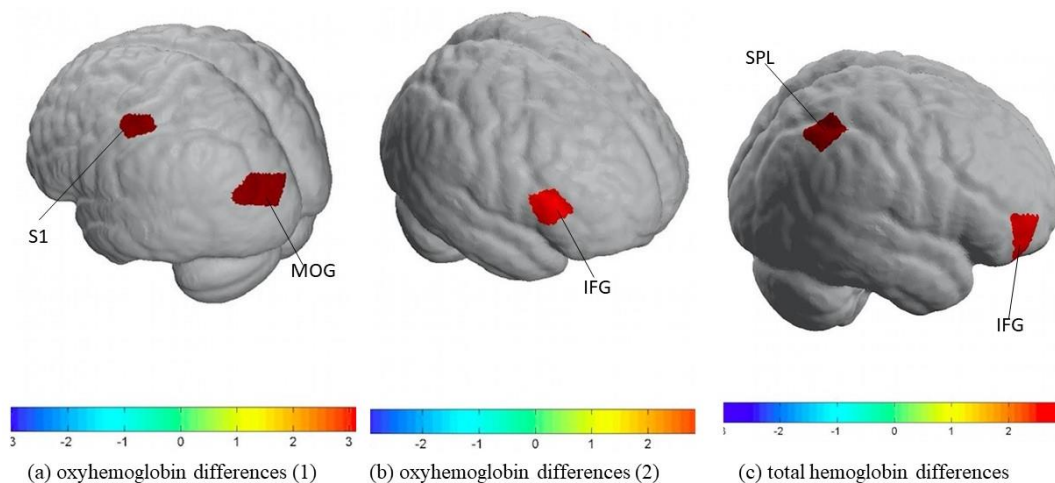 S1
MOG
IFG
SPL
IFG
3 -2 -1 0 1 2 3
-2 -1 0 1 2
-2 -1 0 1 2
(a) oxyhemoglobin differences (1)
(b) oxyhemoglobin differences (2)
(c) total hemoglobin differences